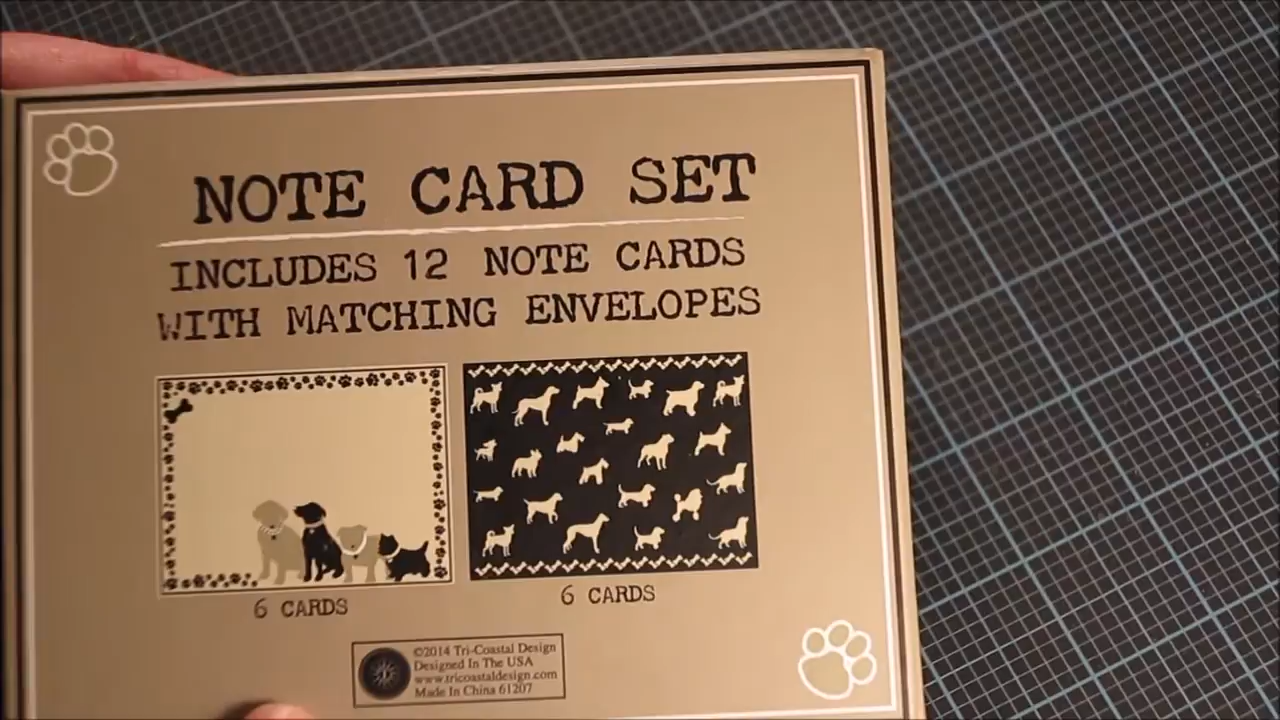 NOTE CARD SET
INCLUDES 12 NOTE CARDS
WITH MATCHING ENVELOPES
6 CARDS
6 CARDS
©2014 Tri-Coastal Design
Designed In The USA
www.tricoastaldesign.com
Made In China 61207